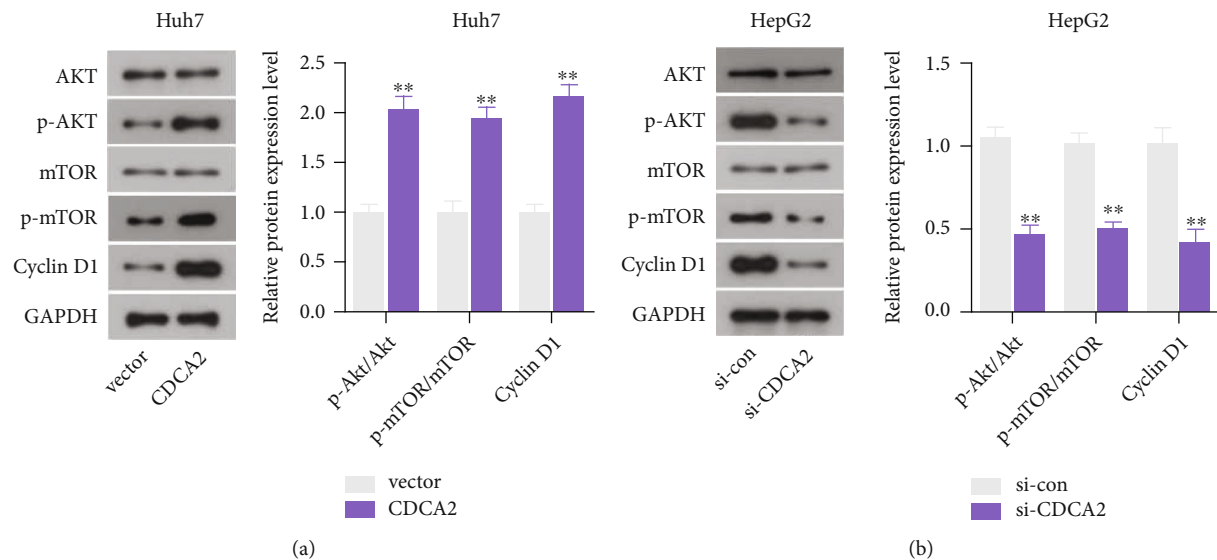 Huh7
AKT
p-AKT
mTOR
p-mTOR
Cyclin D1
GAPDH
vector
CDCA2
Huh7
Relative protein expression level
2.5
2.0
1.5
1.0
0.5
0.0
**
**
**
p-Akt/Akt
p-mTOR/mTOR
Cyclin D1
vector
CDCA2
(a)
HepG2
AKT
p-AKT
mTOR
p-mTOR
Cyclin D1
GAPDH
si-con
si-CDCA2
HepG2
Relative protein expression level
1.5
1.0
0.5
0.0
**
**
**
p-Akt/Akt
p-mTOR/mTOR
Cyclin D1
si-con
si-CDCA2
(b)